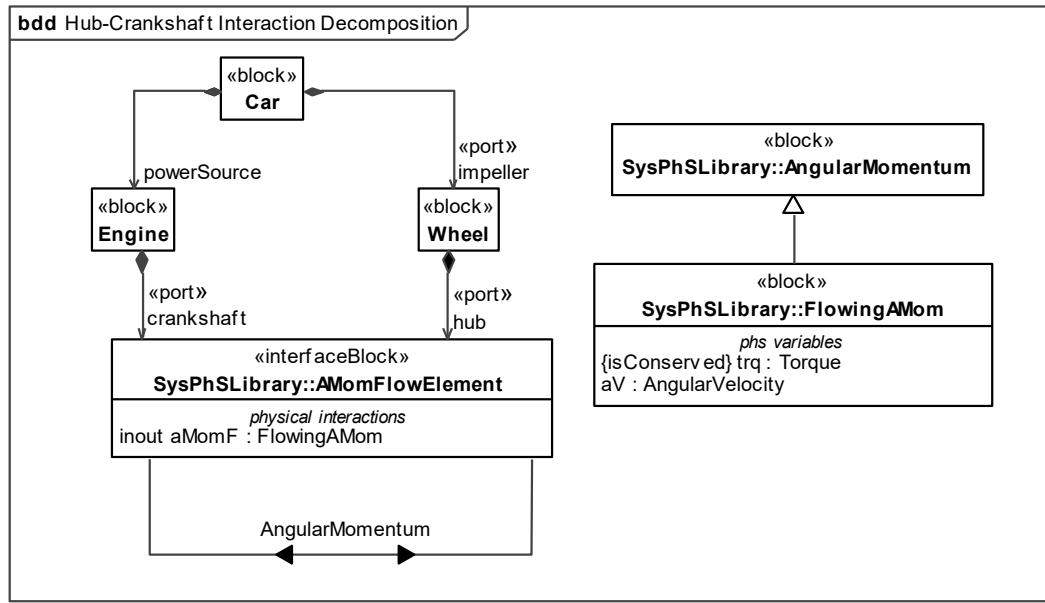 bdd Hub-Crankshaft Interaction Decomposition
«block»
Car
powerSource
«port»
impeller
«block»
Engine
«block»
Wheel
«port»
crankshaft
«port»
hub
«interfaceBlock»
SysPhSLibrary::AMomFlowElement
physical interactions
inout aMomF : FlowingAMom
AngularMomentum
«block»
SysPhSLibrary::AngularMomentum
«block»
SysPhSLibrary::FlowingAMom
phs variables
{isConserved} trq : Torque
aV : AngularVelocity